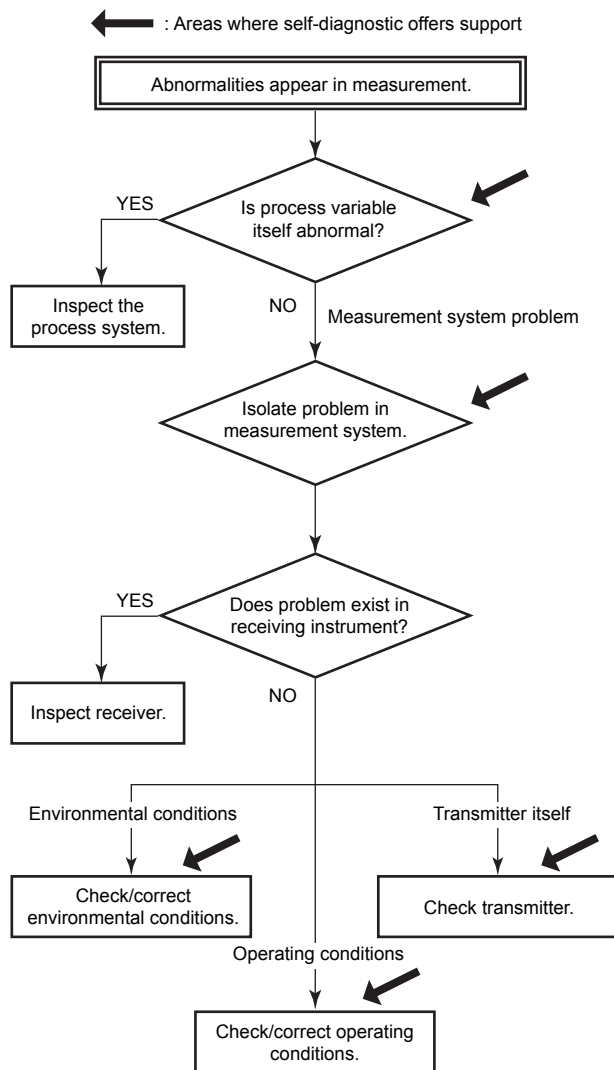 : Areas where self-diagnostic offers support
Abnormalities appear in measurement.
YES
Is process variable
itself abnormal?
Inspect the
process system.
NO
Measurement system problem
Isolate problem in
measurement system.
YES
Does problem exist in
receiving instrument?
Inspect receiver.
NO
Environmental conditions
Transmitter itself
Check/correct
environmental conditions.
Check transmitter.
Operating conditions
Check/correct operating
conditions.